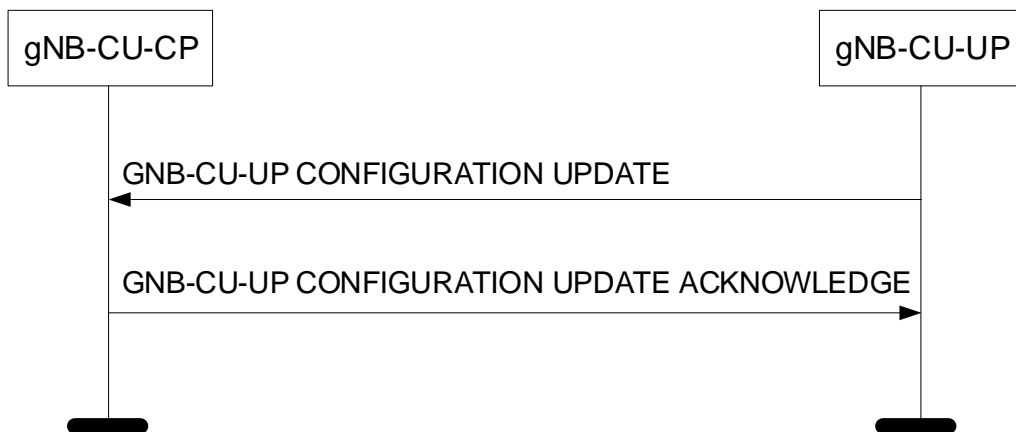 gNB-CU-CP
gNB-CU-UP
GNB-CU-UP CONFIGURATION UPDATE
GNB-CU-UP CONFIGURATION UPDATE ACKNOWLEDGE